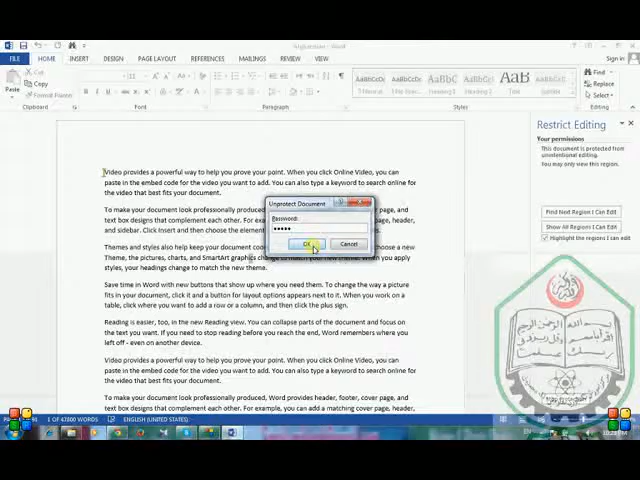 Afghanistan - Word
FILE HOME INSERT DESIGN PAGE LAYOUT REFERENCES MAILINGS REVIEW VIEW
Sign in
Paste
Cut
Copy
Format Painter
Clipboard
Font
Paragraph
Styles
Find
Replace
Select
Editing
Video provides a powerful way to help you prove your point. When you click Online Video, you can
paste in the embed code for the video you want to add. You can also type a keyword to search online for
the video that best fits your document.
To make your document look professionally produced
page, and
text box designs that complement each other. For
header,
and sidebar. Click Insert and then choose the eleme
Themes and styles also help keep your document coo
choose a new
Theme, the pictures, charts, and SmartArt graphics change to match your new theme. When you apply
styles, your headings change to match the new theme.
Save time in Word with new buttons that show up where you need them. To change the way a picture
fits in your document, click it and a button for layout options appears next to it. When you work on a
table, click where you want to add a row or a column, and then click the plus sign.
Reading is easier, too, in the new Reading view. You can collapse parts of the document and focus on
the text you want. If you need to stop reading before you reach the end, Word remembers where you
left off - even on another device.
Video provides a powerful way to help you prove your point. When you click Online Video, you can
paste in the embed code for the video you want to add. You can also type a keyword to search online for
the video that best fits your document.
To make your document look professionally produced, Word provides header, footer, cover page, and
text box designs that complement each other. For example, you can add a matching cover page, header,
Unprotect Document
Password:
•••••
OK
Cancel
Restrict Editing
Your permissions
This document is protected from
unintentional editing.
You may only view this region.
Find Next Region I Can Edit
Show All Regions I Can Edit
Highlight the regions I can edit
1 OF 47800 WORDS
ENGLISH (UNITED STATES)